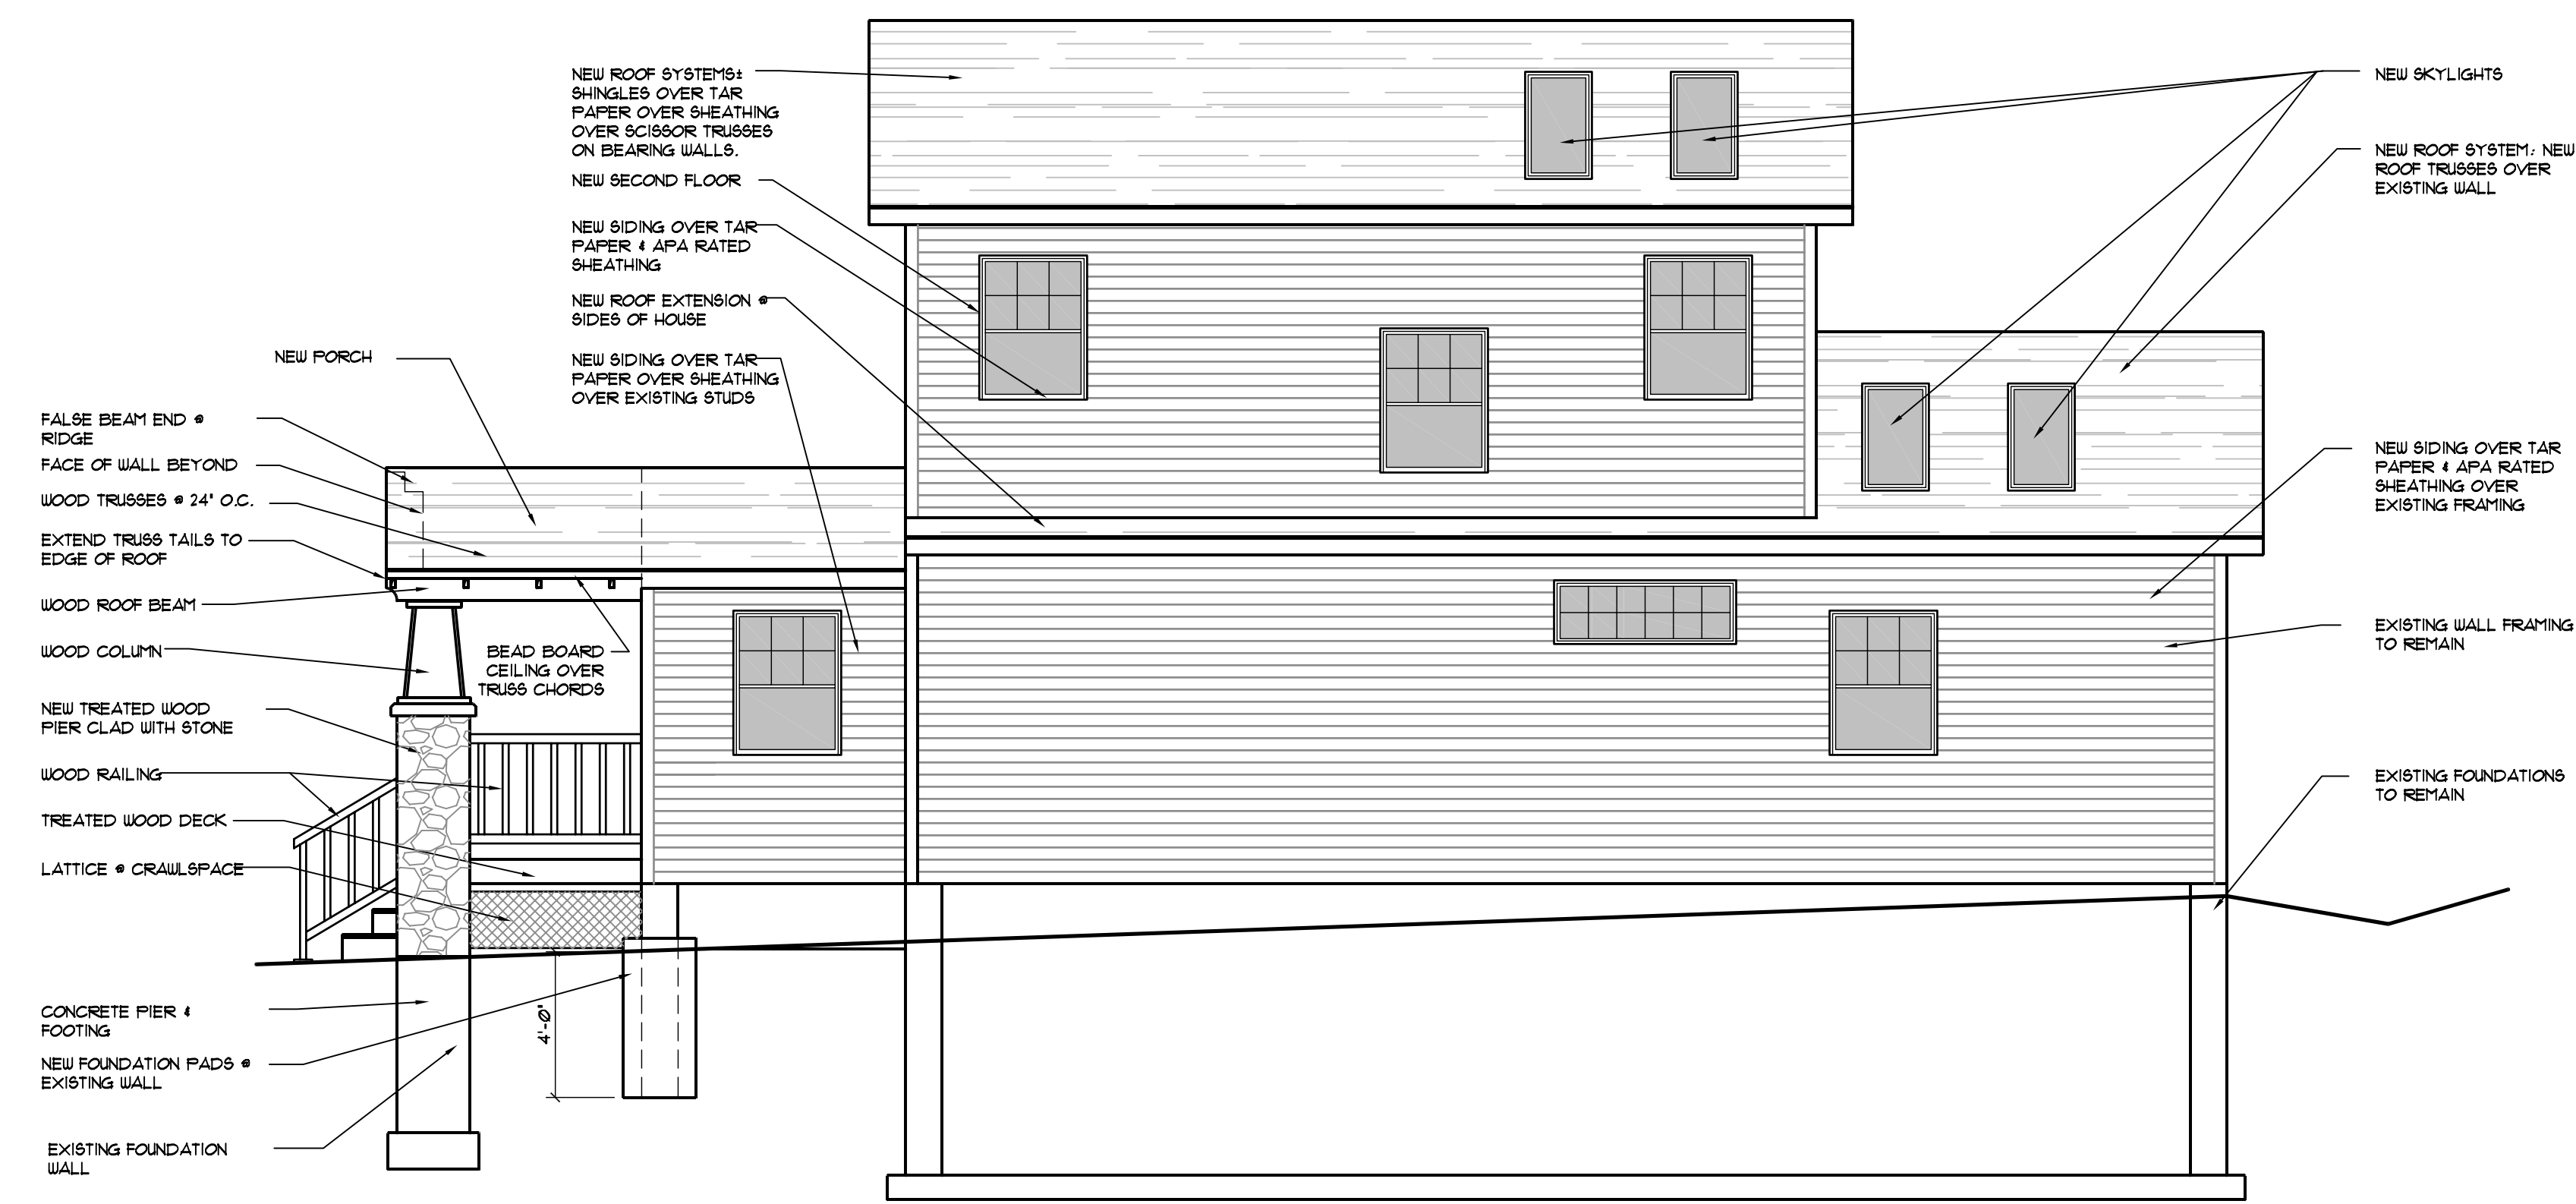 NEW ROOF SYSTEMS±
SHINGLES OVER TAR
PAPER OVER SHEATHING
OVER SCISSOR TRUSSES
ON BEARING WALLS.
NEW SECOND FLOOR
NEW SIDING OVER TAR
PAPER & APA RATED
SHEATHING
NEW ROOF EXTENSION @
SIDES OF HOUSE
NEW SIDING OVER TAR
PAPER OVER SHEATHING
OVER EXISTING STUDS
NEW PORCH
FALSE BEAM END @
RIDGE
FACE OF WALL BEYOND
WOOD TRUSSES @ 24" O.C.
EXTEND TRUSS TAILS TO
EDGE OF ROOF
WOOD ROOF BEAM
WOOD COLUMN
BEAD BOARD
CEILING OVER
TRUSS CHORDS
NEW TREATED WOOD
PIER CLAD WITH STONE
WOOD RAILING
TREATED WOOD DECK
LATTICE @ CRAWLSPACE
CONCRETE PIER &
FOOTING
NEW FOUNDATION PADS @
EXISTING WALL
EXISTING FOUNDATION
WALL
4'-0"
NEW SKYLIGHTS
NEW ROOF SYSTEM: NEW
ROOF TRUSSES OVER
EXISTING WALL
NEW SIDING OVER TAR
PAPER & APA RATED
SHEATHING OVER
EXISTING FRAMING
EXISTING WALL FRAMING
TO REMAIN
EXISTING FOUNDATIONS
TO REMAIN